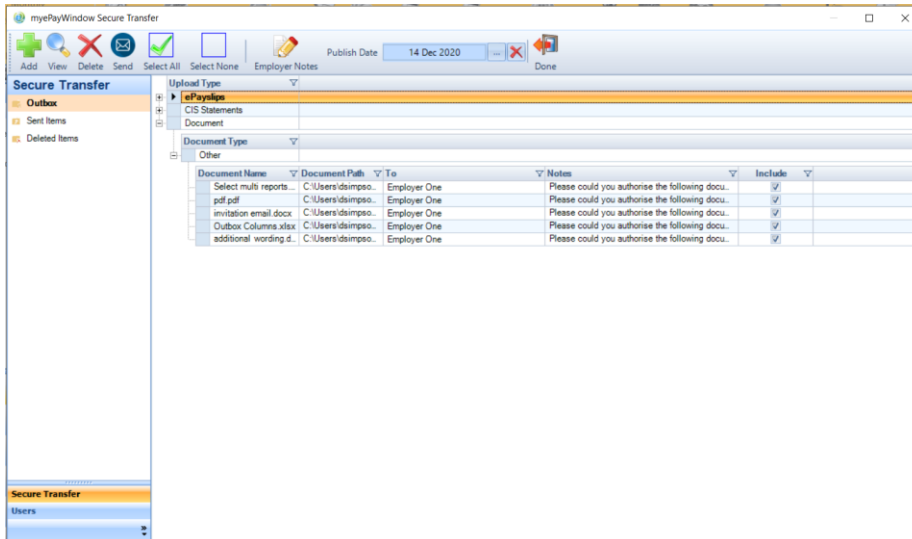 myePayWindow Secure Transfer
Add View Delete Send Select All Select None Employer Notes Publish Date 14 Dec 2020 ... Done
Secure Transfer
Outbox
Sent Items
Deleted Items
Upload Type
ePayslips
CIS Statements
Document
Document Type
Other
Document Name Document Path To Notes Include
Select multi reports... C:\Users\dsimpso... Employer One Please could you authorise the following docu...
pdf.pdf C:\Users\dsimpso... Employer One Please could you authorise the following docu...
invitation email.docx C:\Users\dsimpso... Employer One Please could you authorise the following docu...
Outbox Columns.xlsx C:\Users\dsimpso... Employer One Please could you authorise the following docu...
additional wording.d... C:\Users\dsimpso... Employer One Please could you authorise the following docu...
Secure Transfer
Users